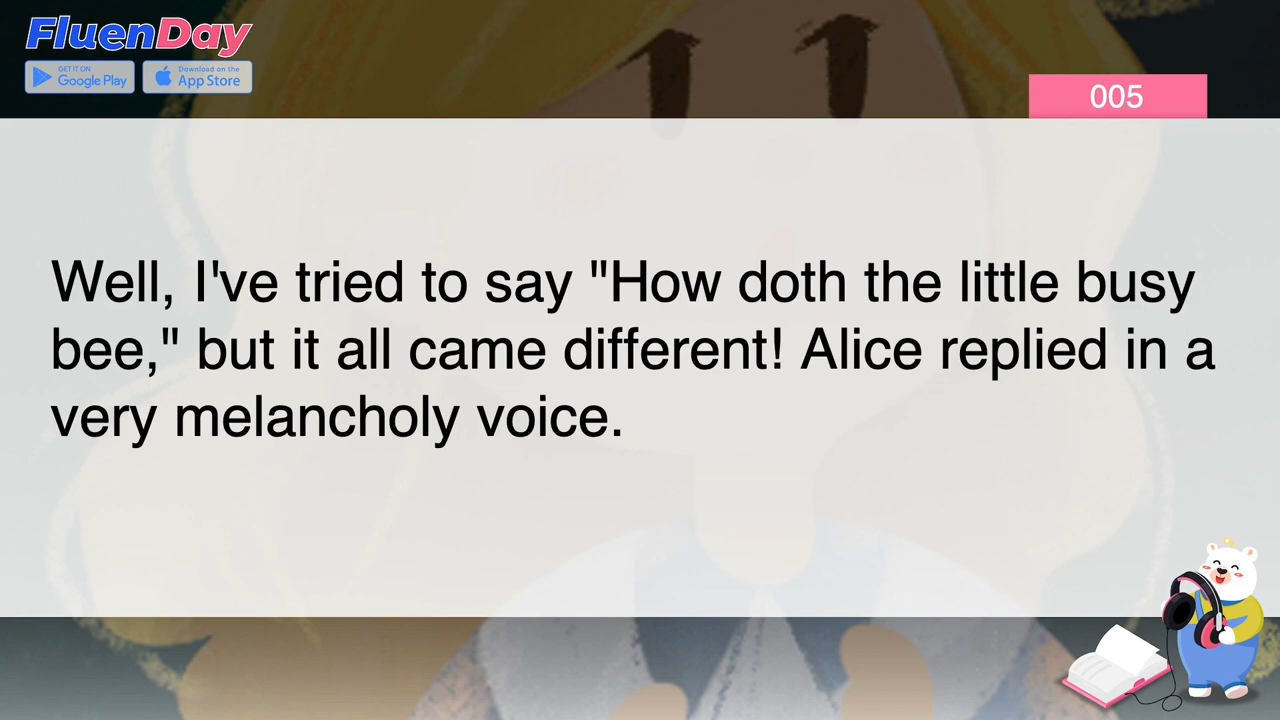 FluenDay
GET IT ON
Google Play
Download on the
App Store
005
Well, I've tried to say "How doth the little busy
bee," but it all came different! Alice replied in a
very melancholy voice.